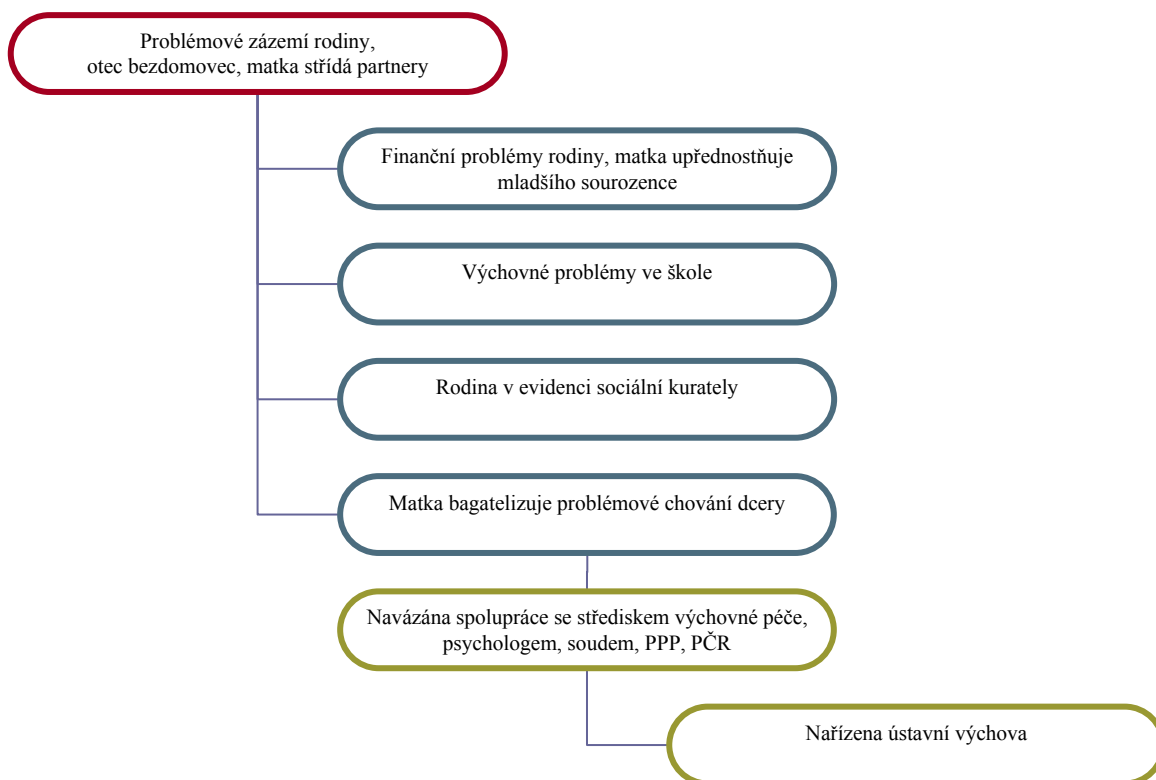 Problémové zázemí rodiny,
otec bezdomovec, matka střídá partnery
Finanční problémy rodiny, matka upřednostňuje
mladšího sourozence
Výchovné problémy ve škole
Rodina v evidenci sociální kurately
Matka bagatelizuje problémové chování dcery
Navázána spolupráce se střediskem výchovné péče,
psychologem, soudem, PPP, PČR
Nařízena ústavní výchova